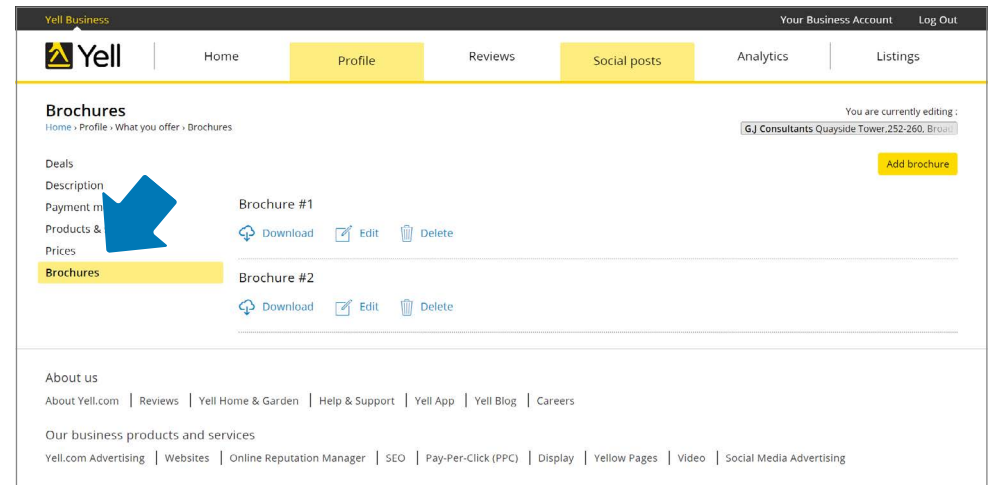 Yell Business Your Business Account Log Out
Yell Home Profile Reviews Social posts Analytics Listings
Brochures
You are currently editing :
Home › Profile › What you offer › Brochures
G.J Consultants Quayside Tower,252-260, Broad
Add brochure
Deals
Description
Payment
Products &
Prices
Brochures
Brochure #1
Download Edit Delete
Brochure #2
Download Edit Delete
About us
About Yell.com | Reviews | Yell Home & Garden | Help & Support | Yell App | Yell Blog | Careers
Our business products and services
Yell.com Advertising | Websites | Online Reputation Manager | SEO | Pay-Per-Click (PPC) | Display | Yellow Pages | Video | Social Media Advertising